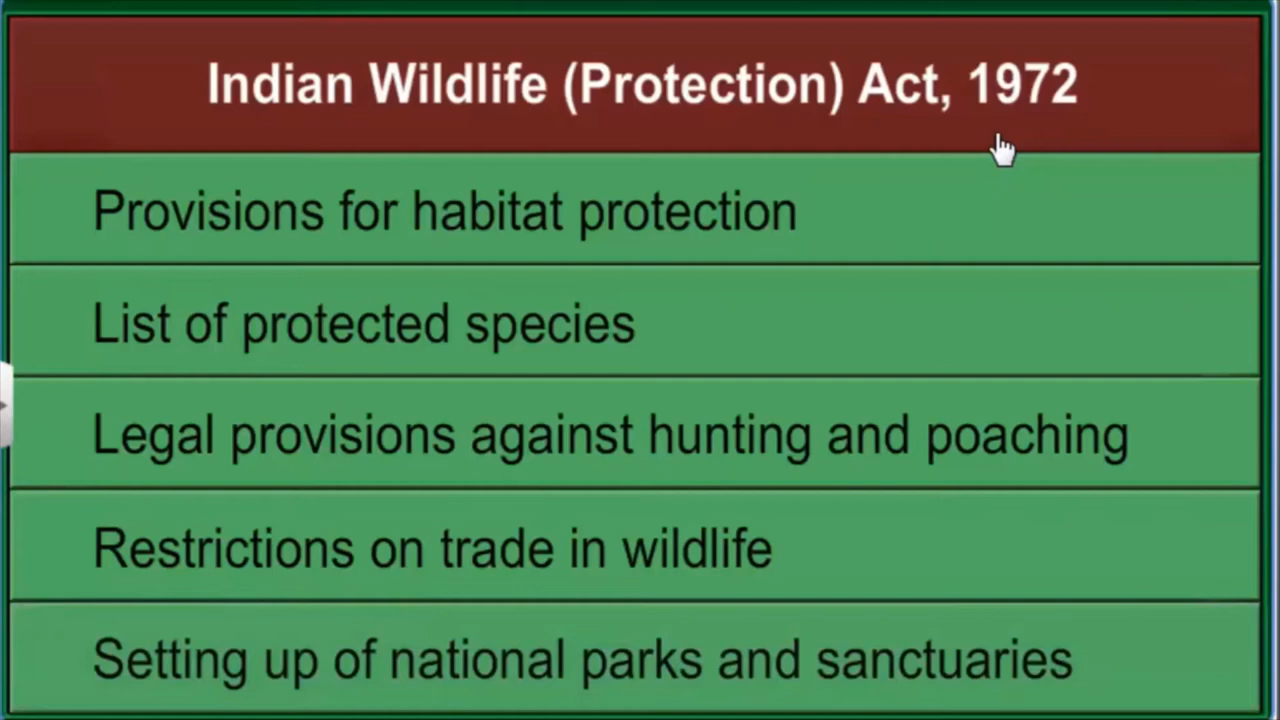 Indian Wildlife (Protection) Act, 1972
Provisions for habitat protection
List of protected species
Legal provisions against hunting and poaching
Restrictions on trade in wildlife
Setting up of national parks and sanctuaries